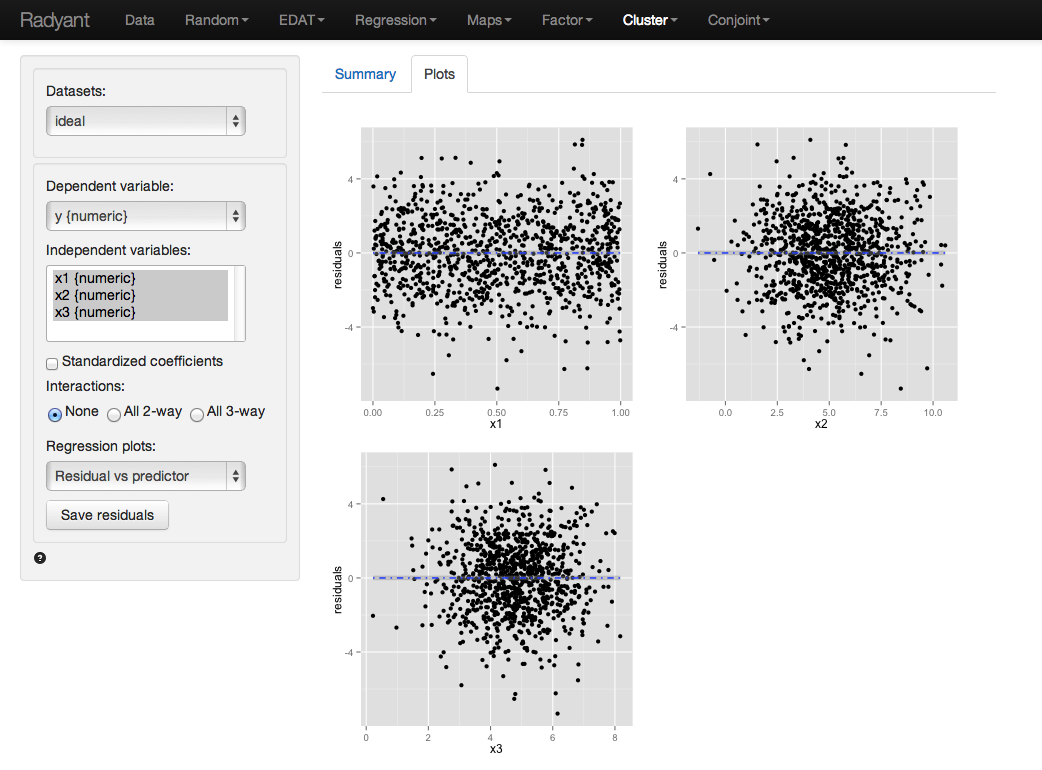 Radyant Data Random EDAT Regression Maps Factor Cluster Conjoint
Datasets:
ideal
Dependent variable:
y {numeric}
Independent variables:
x1 {numeric}
x2 {numeric}
x3 {numeric}
Standardized coefficients
Interactions:
None All 2-way All 3-way
Regression plots:
Residual vs predictor
Save residuals
?
Summary Plots
residuals
4
0
-4
0.00 0.25 0.50 0.75 1.00
x1
residuals
4
0
-4
0.0 2.5 5.0 7.5 10.0
x2
residuals
4
0
-4
0 2 4 6 8
x3